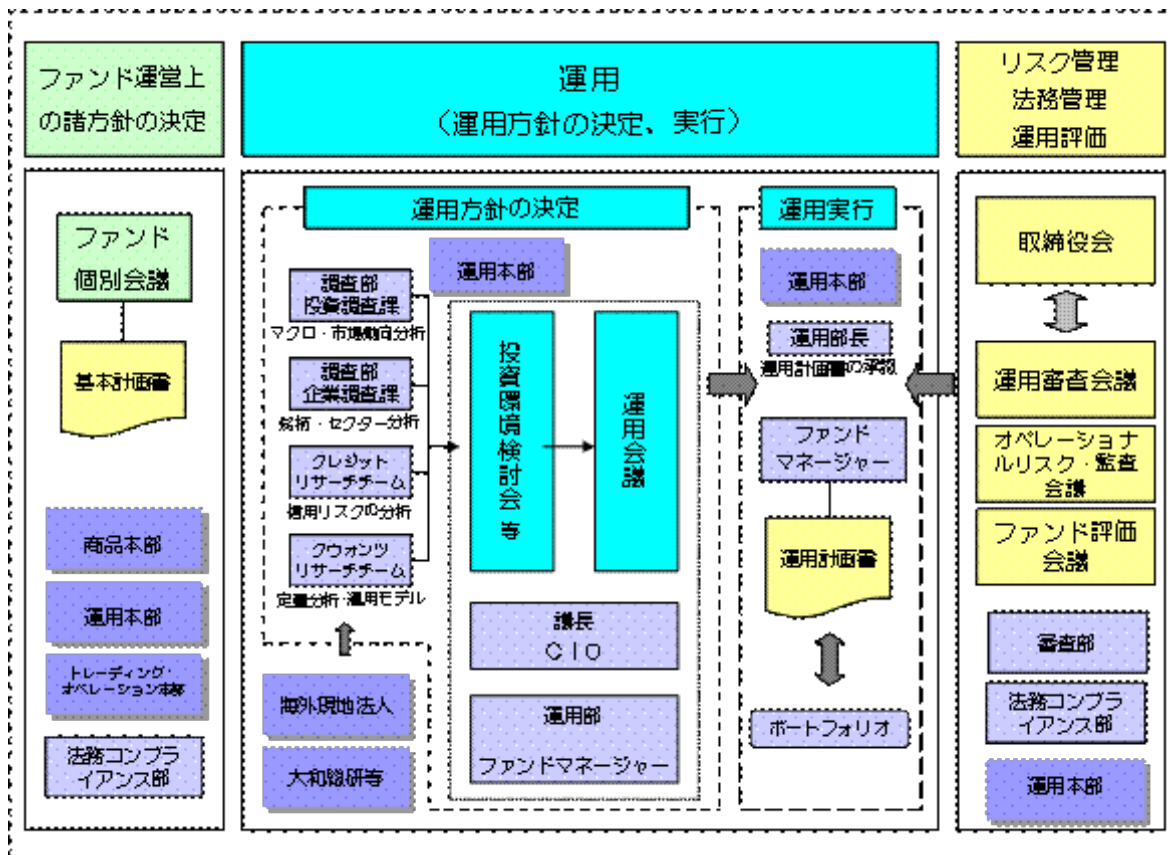 ファンド運営上
の諸方針の決定
運用
（運用方針の決定、実行）
リスク管理
法務管理
運用評価
ファンド
個別会議
基本計画書
商品本部
運用本部
トレーディング・
オペレーション本部
法務コンプラ
イアンス部
運用方針の決定
運用本部
調査部
投資調査課
マクロ・市場動向分析
調査部
企業調査課
銘柄・セクター分析
クレジット
リサーチチーム
信用リスクの分析
クウォンツ
リサーチチーム
定量分析・運用モデル
海外現地法人
大和総研等
投資環境検討会 等
運用会議
議長
ＣＩＯ
運用部
ファンドマネージャー
運用実行
運用本部
運用部長
運用計画書の承認
ファンド
マネージャー
運用計画書
ポートフォリオ
取締役会
運用審査会議
オペレーショナ
ルリスク・監査
会議
ファンド評価
会議
審査部
法務コンプラ
イアンス部
運用本部